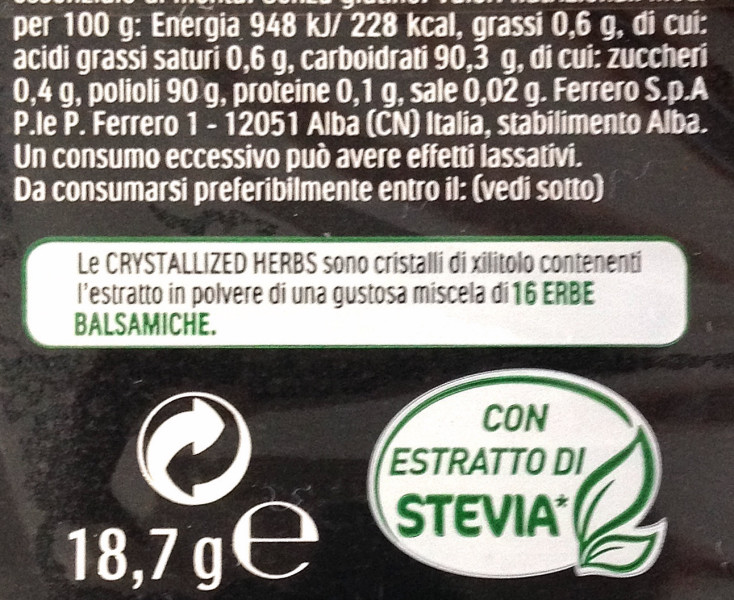 per 100 g: Energia 948 kJ/ 228 kcal, grassi 0,6 g, di cui:
acidi grassi saturi 0,6 g, carboidrati 90,3 g, di cui: zuccheri
0,4 g, polioli 90 g, proteine 0,1 g, sale 0,02 g. Ferrero S.p.A
P.le P. Ferrero 1 - 12051 Alba (CN) Italia, stabilimento Alba.
Un consumo eccessivo può avere effetti lassativi.
Da consumarsi preferibilmente entro il: (vedi sotto)
Le CRYSTALLIZED HERBS sono cristalli di xilitolo contenenti
l'estratto in polvere di una gustosa miscela di 16 ERBE
BALSAMICHE.
CON
ESTRATTO DI
STEVIA*
18,7 g e